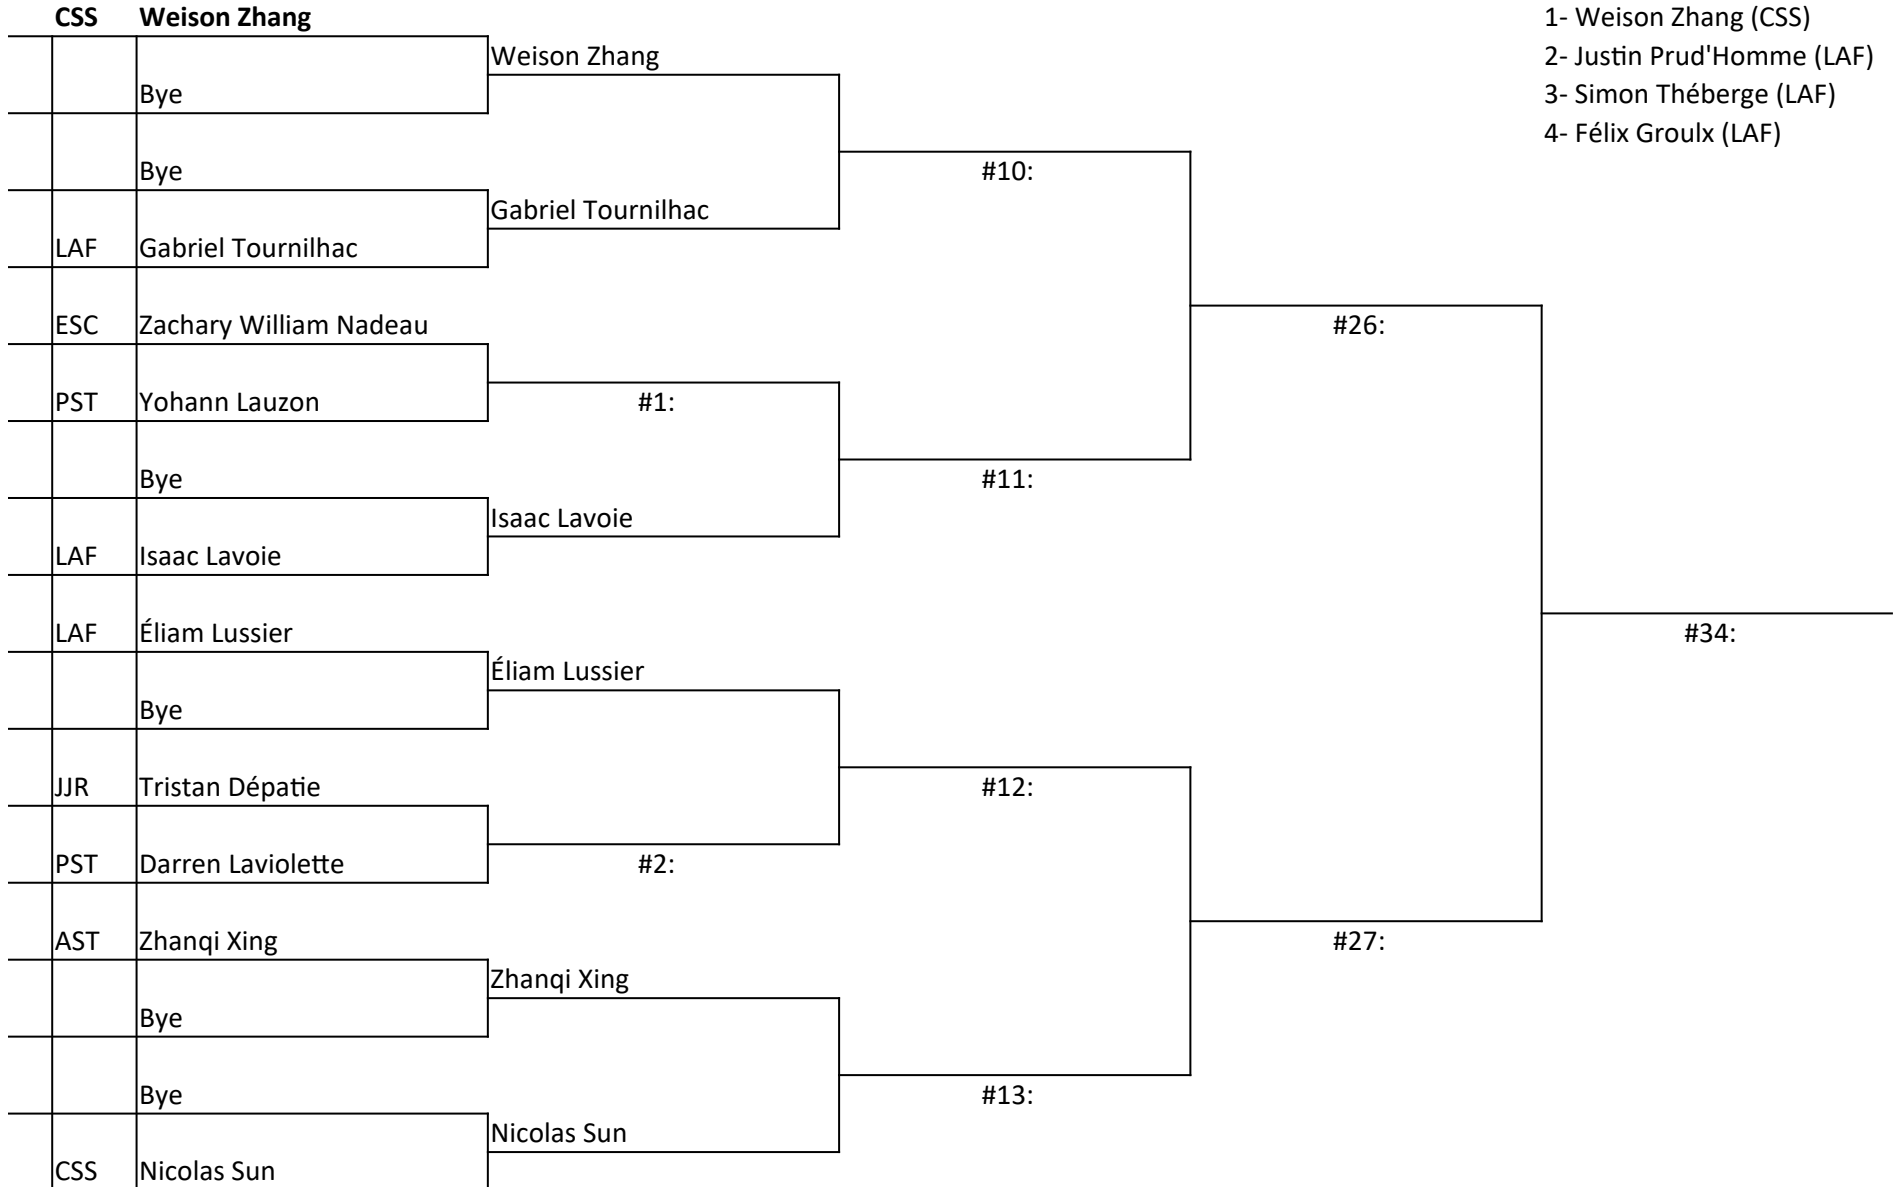 CSS Weison Zhang
1- Weison Zhang (CSS)
Weison Zhang
2- Justin Prud'Homme (LAF)
Bye
3- Simon Théberge (LAF)
4- Félix Groulx (LAF)
Bye
#10:
Gabriel Tournilhac
LAF Gabriel Tournilhac
ESC Zachary William Nadeau
#26:
PST Yohann Lauzon
#1:
Bye
#11:
Isaac Lavoie
LAF Isaac Lavoie
LAF Éliam Lussier
#34:
Éliam Lussier
Bye
JJR Tristan Dépatie
#12:
PST Darren Laviolette
#2:
AST Zhanqi Xing
#27:
Zhanqi Xing
Bye
Bye
#13:
Nicolas Sun
CSS Nicolas Sun